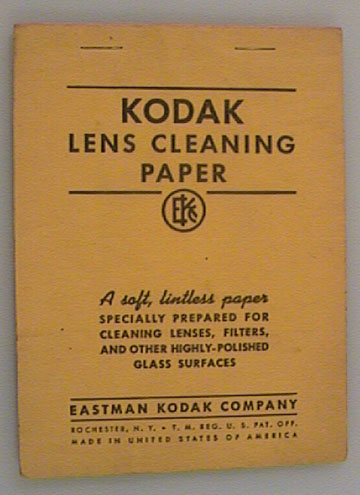 KODAK
LENS CLEANING
PAPER
EKC
A soft, lintless paper
SPECIALLY PREPARED FOR
CLEANING LENSES, FILTERS,
AND OTHER HIGHLY-POLISHED
GLASS SURFACES
EASTMAN KODAK COMPANY
ROCHESTER, N. Y. • T. M. REG. U. S. PAT. OFF.
MADE IN UNITED STATES OF AMERICA